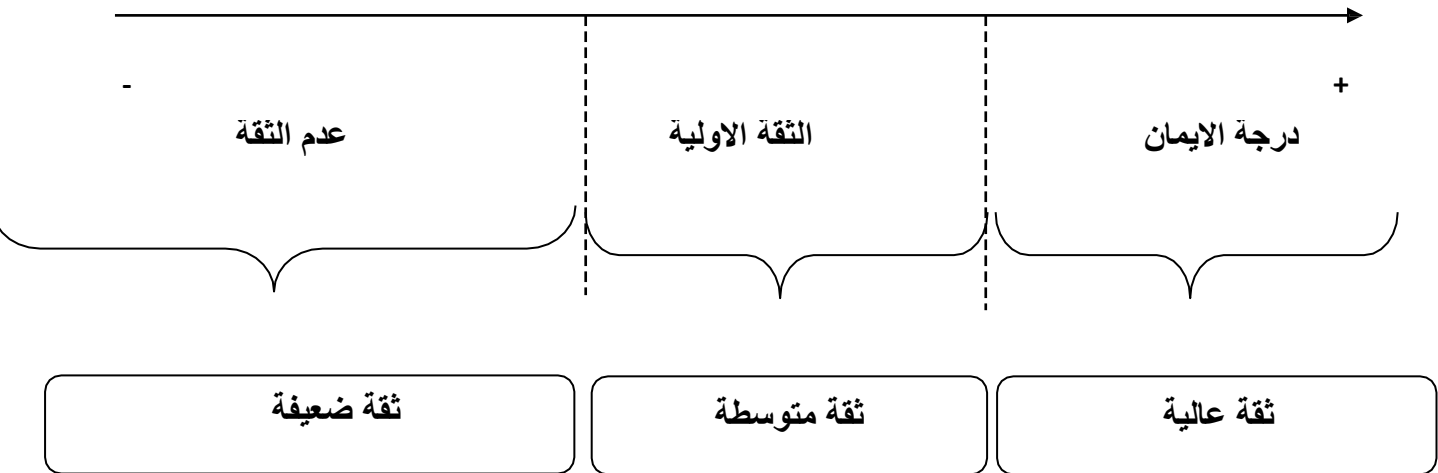 - +
درجة الايمان الثقة الاولية عدم الثقة
ثقة عالية ثقة متوسطة ثقة ضعيفة